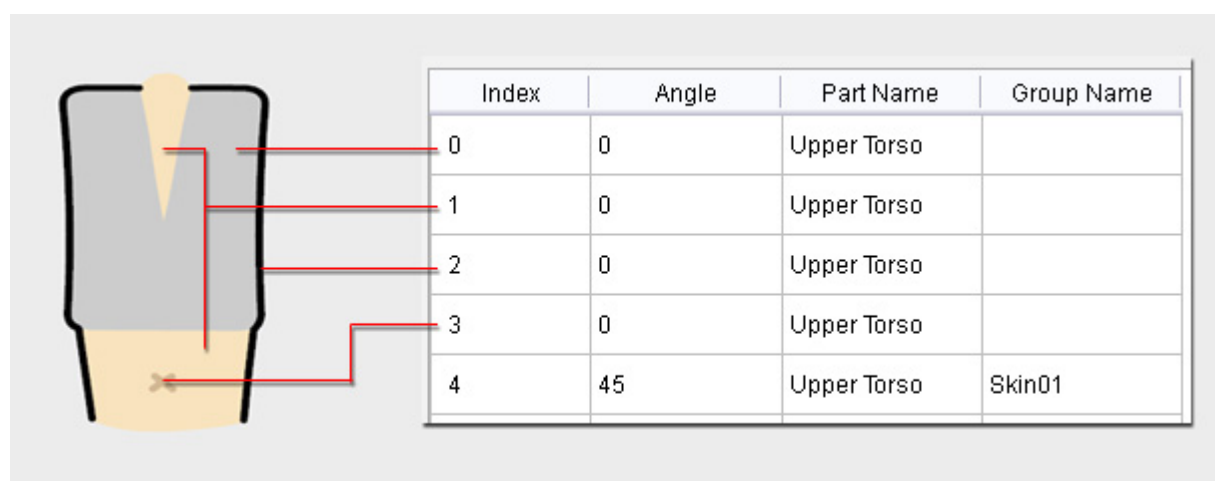 Index Angle Part Name Group Name
0 0 Upper Torso
1 0 Upper Torso
2 0 Upper Torso
3 0 Upper Torso
4 45 Upper Torso Skin01